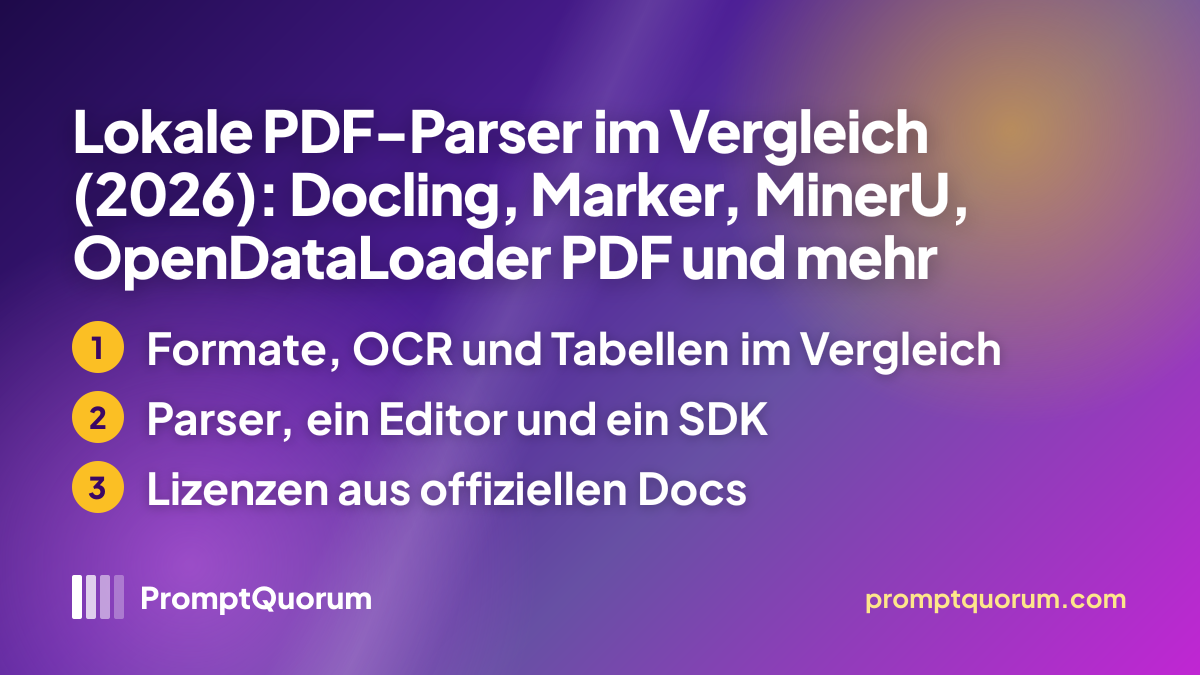 Lokale PDF-Parser im Vergleich
(2026): Docling, Marker, MinerU,
OpenDataLoader PDF und mehr
1 Formate, OCR und Tabellen im Vergleich
2 Parser, ein Editor und ein SDK
3 Lizenzen aus offiziellen Docs
PromptQuorum
promptquorum.com